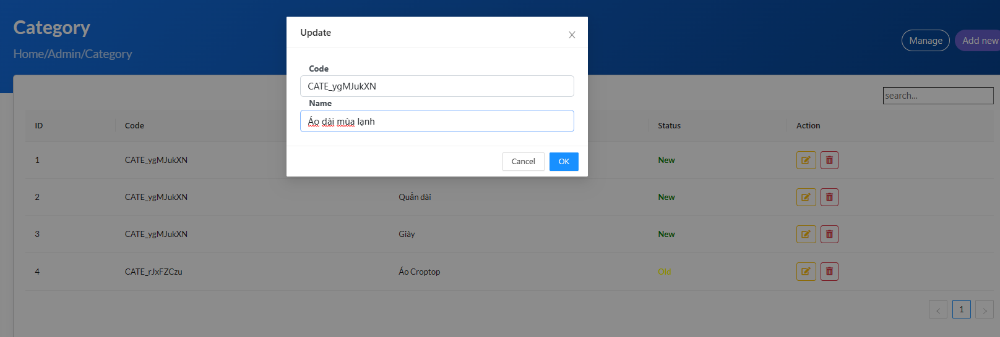 Category
Home/Admin/Category
Manage
Add new
Update
Code
CATE_ygMJukXN
Name
Áo dài mùa lạnh
Cancel
OK
search...
ID Code Status Action
1 CATE_ygMJukXN New
2 CATE_ygMJukXN Quần dài New
3 CATE_ygMJukXN Giày New
4 CATE_rJxFZCzu Áo Croptop Old
< 1 >